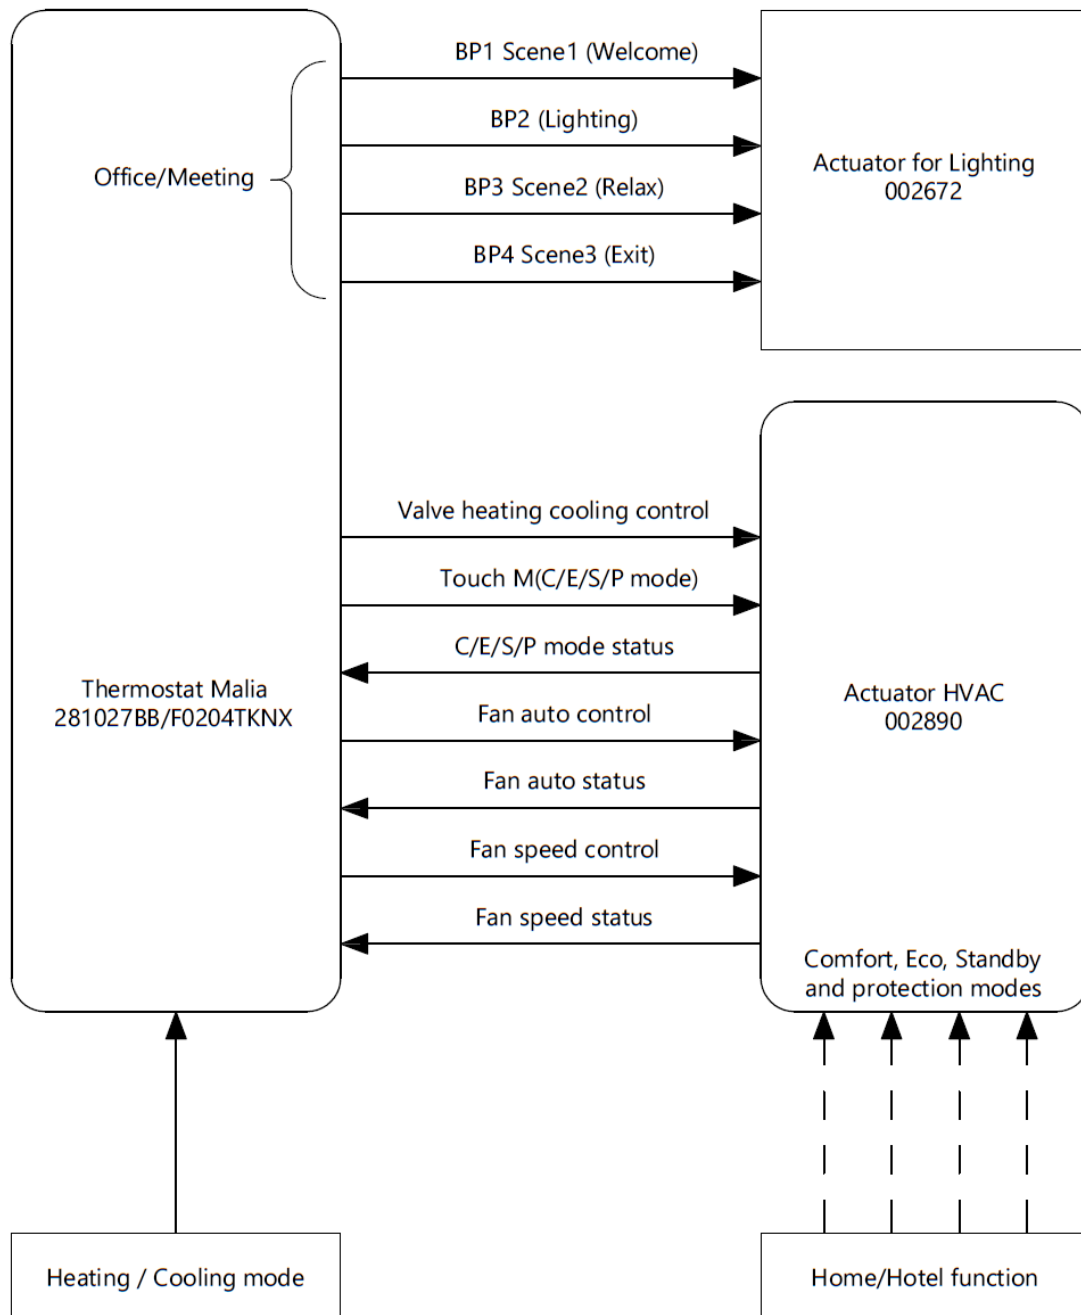 BP1 Scene1 (Welcome)
BP2 (Lighting)
BP3 Scene2 (Relax)
BP4 Scene3 (Exit)
Office/Meeting
Actuator for Lighting
002672
Valve heating cooling control
Touch M(C/E/S/P mode)
C/E/S/P mode status
Fan auto control
Fan auto status
Fan speed control
Fan speed status
Thermostat Malia
281027BB/F0204TKNX
Actuator HVAC
002890
Comfort, Eco, Standby
and protection modes
Heating / Cooling mode
Home/Hotel function